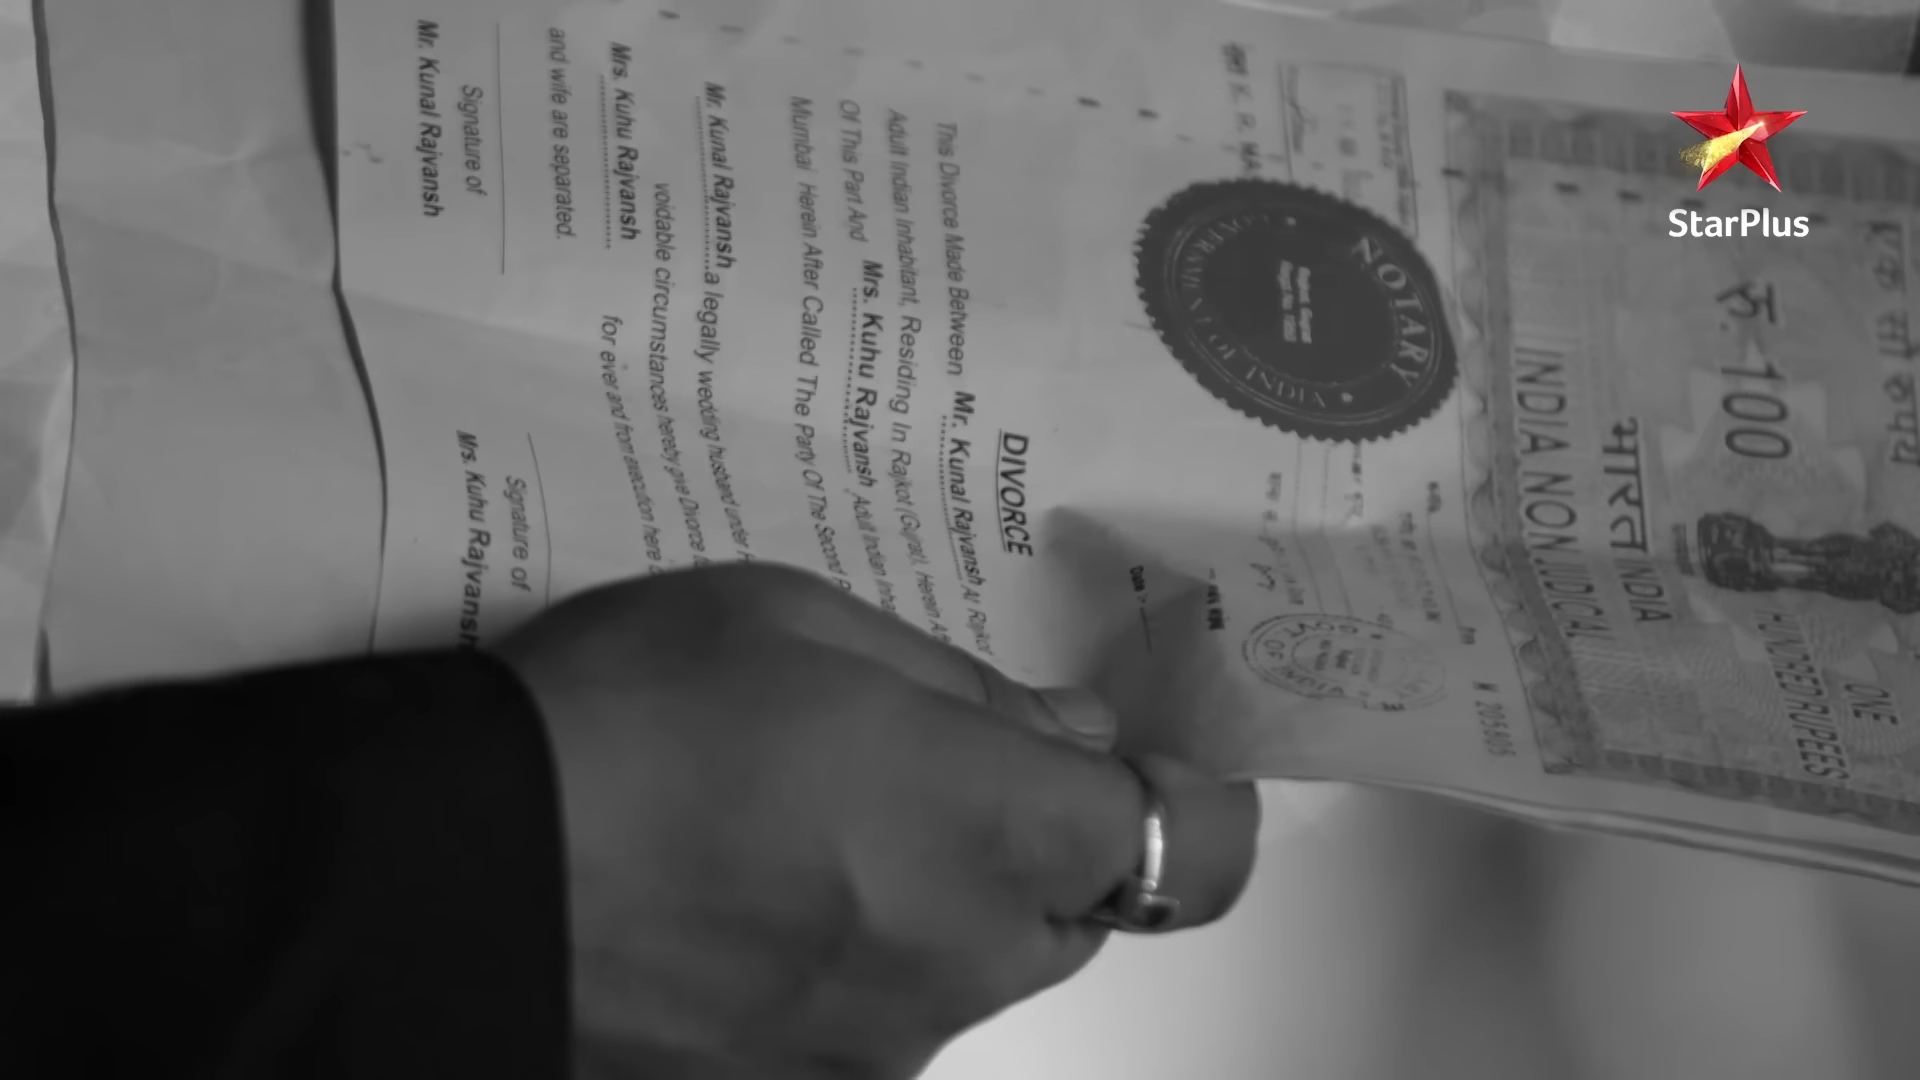 StarPlus
एक सौ रुपये
रु.100
ONE
HUNDRED RUPEES
भारत INDIA
INDIA NON JUDICIAL
NOTARY
OF INDIA
Date :-
DIVORCE
This Divorce Made Between Mr. Kunal Rajvansh At Rajkot
Adult Indian Inhabitant, Residing In Rajkot (Gujrat), Herein
Of This Part And Mrs. Kuhu Rajvansh, Adult Indian
Mumbai Herein After Called The Party Of The Second
Mr. Kunal Rajvansh a legally wedding husband under
voidable circumstances hereby give Divorce
Mrs. Kuhu Rajvansh for ever and from execution here
and wife are separated.
Signature of
Mr. Kunal Rajvansh
Signature of
Mrs. Kuhu Rajvansh